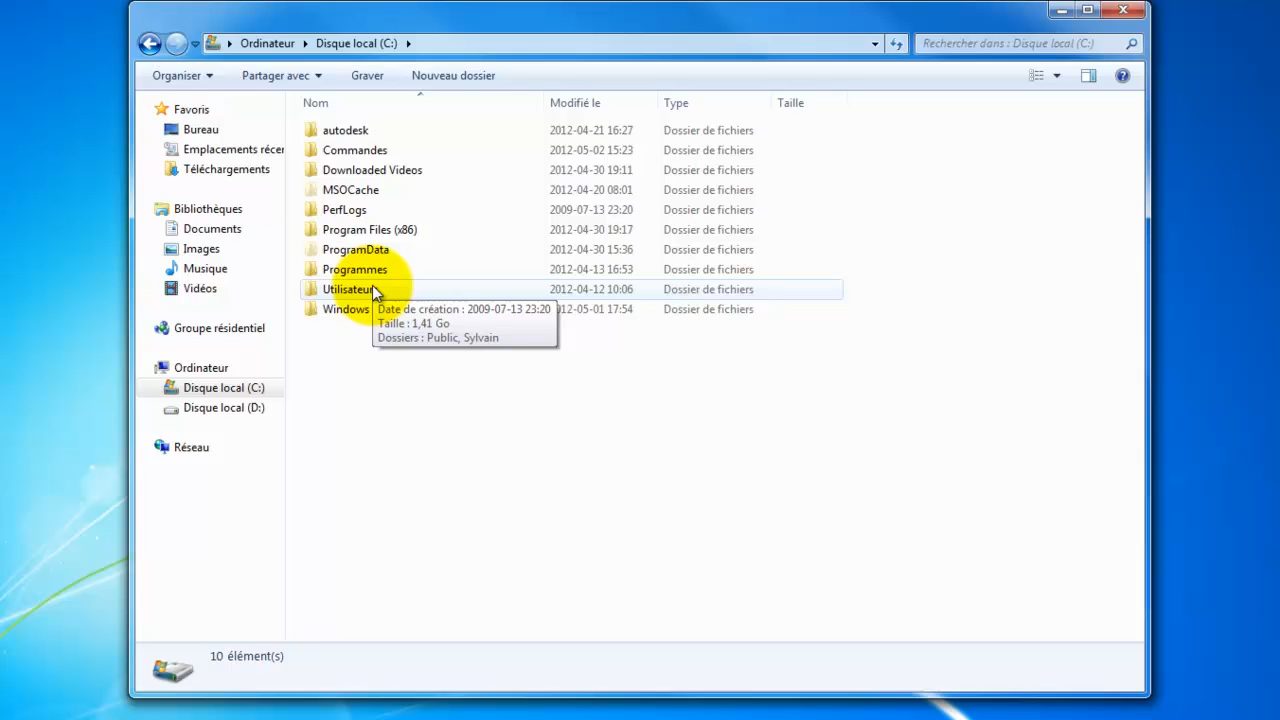 Ordinateur Disque local (C:) Rechercher dans : Disque local (C:)
Organiser Partager avec Graver Nouveau dossier
Nom Modifié le Type Taille
Favoris
Bureau
Emplacements récen
Téléchargements
Bibliothèques
Documents
Images
Musique
Vidéos
Groupe résidentiel
Ordinateur
Disque local (C:)
Disque local (D:)
Réseau
autodesk 2012-04-21 16:27 Dossier de fichiers
Commandes 2012-05-02 15:23 Dossier de fichiers
Downloaded Videos 2012-04-30 19:11 Dossier de fichiers
MSOCache 2012-04-20 08:01 Dossier de fichiers
PerfLogs 2009-07-13 23:20 Dossier de fichiers
Program Files (x86) 2012-04-30 19:17 Dossier de fichiers
ProgramData 2012-04-30 15:36 Dossier de fichiers
Programmes 2012-04-13 16:53 Dossier de fichiers
Utilisateur 2012-04-12 10:06 Dossier de fichiers
Windows 012-05-01 17:54 Dossier de fichiers
Date de création : 2009-07-13 23:20
Taille : 1,41 Go
Dossiers : Public, Sylvain
10 élément(s)